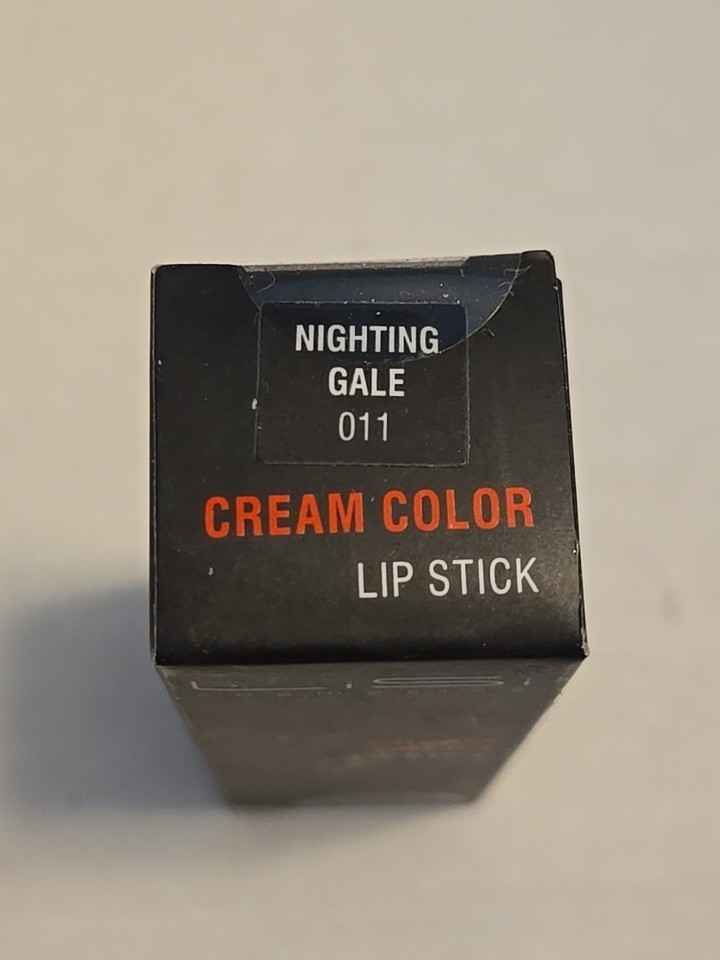 NIGHTING
GALE
011
CREAM COLOR
LIP STICK